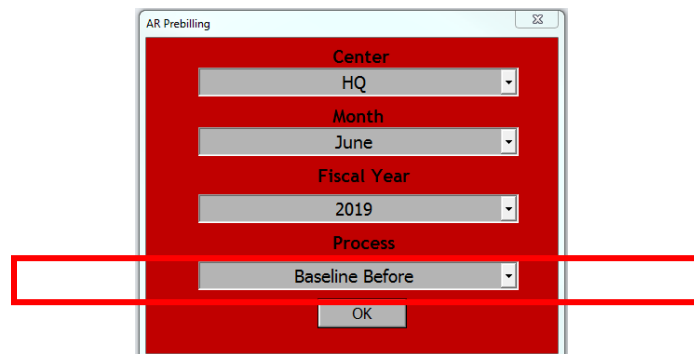 AR Prebilling
Center
HQ
Month
June
Fiscal Year
2019
Process
Baseline Before
OK